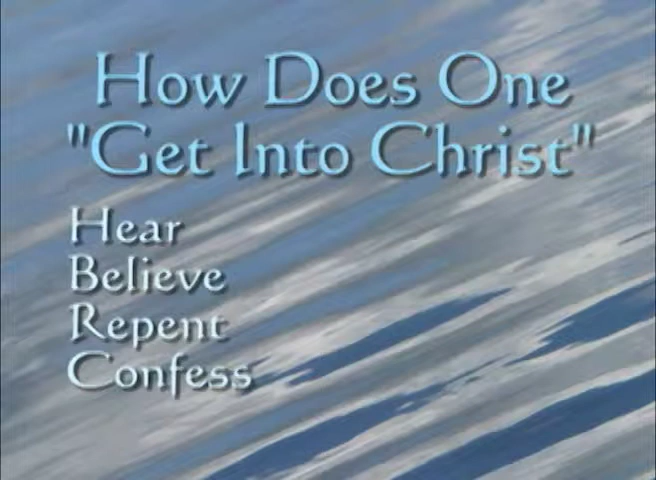 How Does One
"Get Into Christ"
Hear
Believe
Repent
Confess